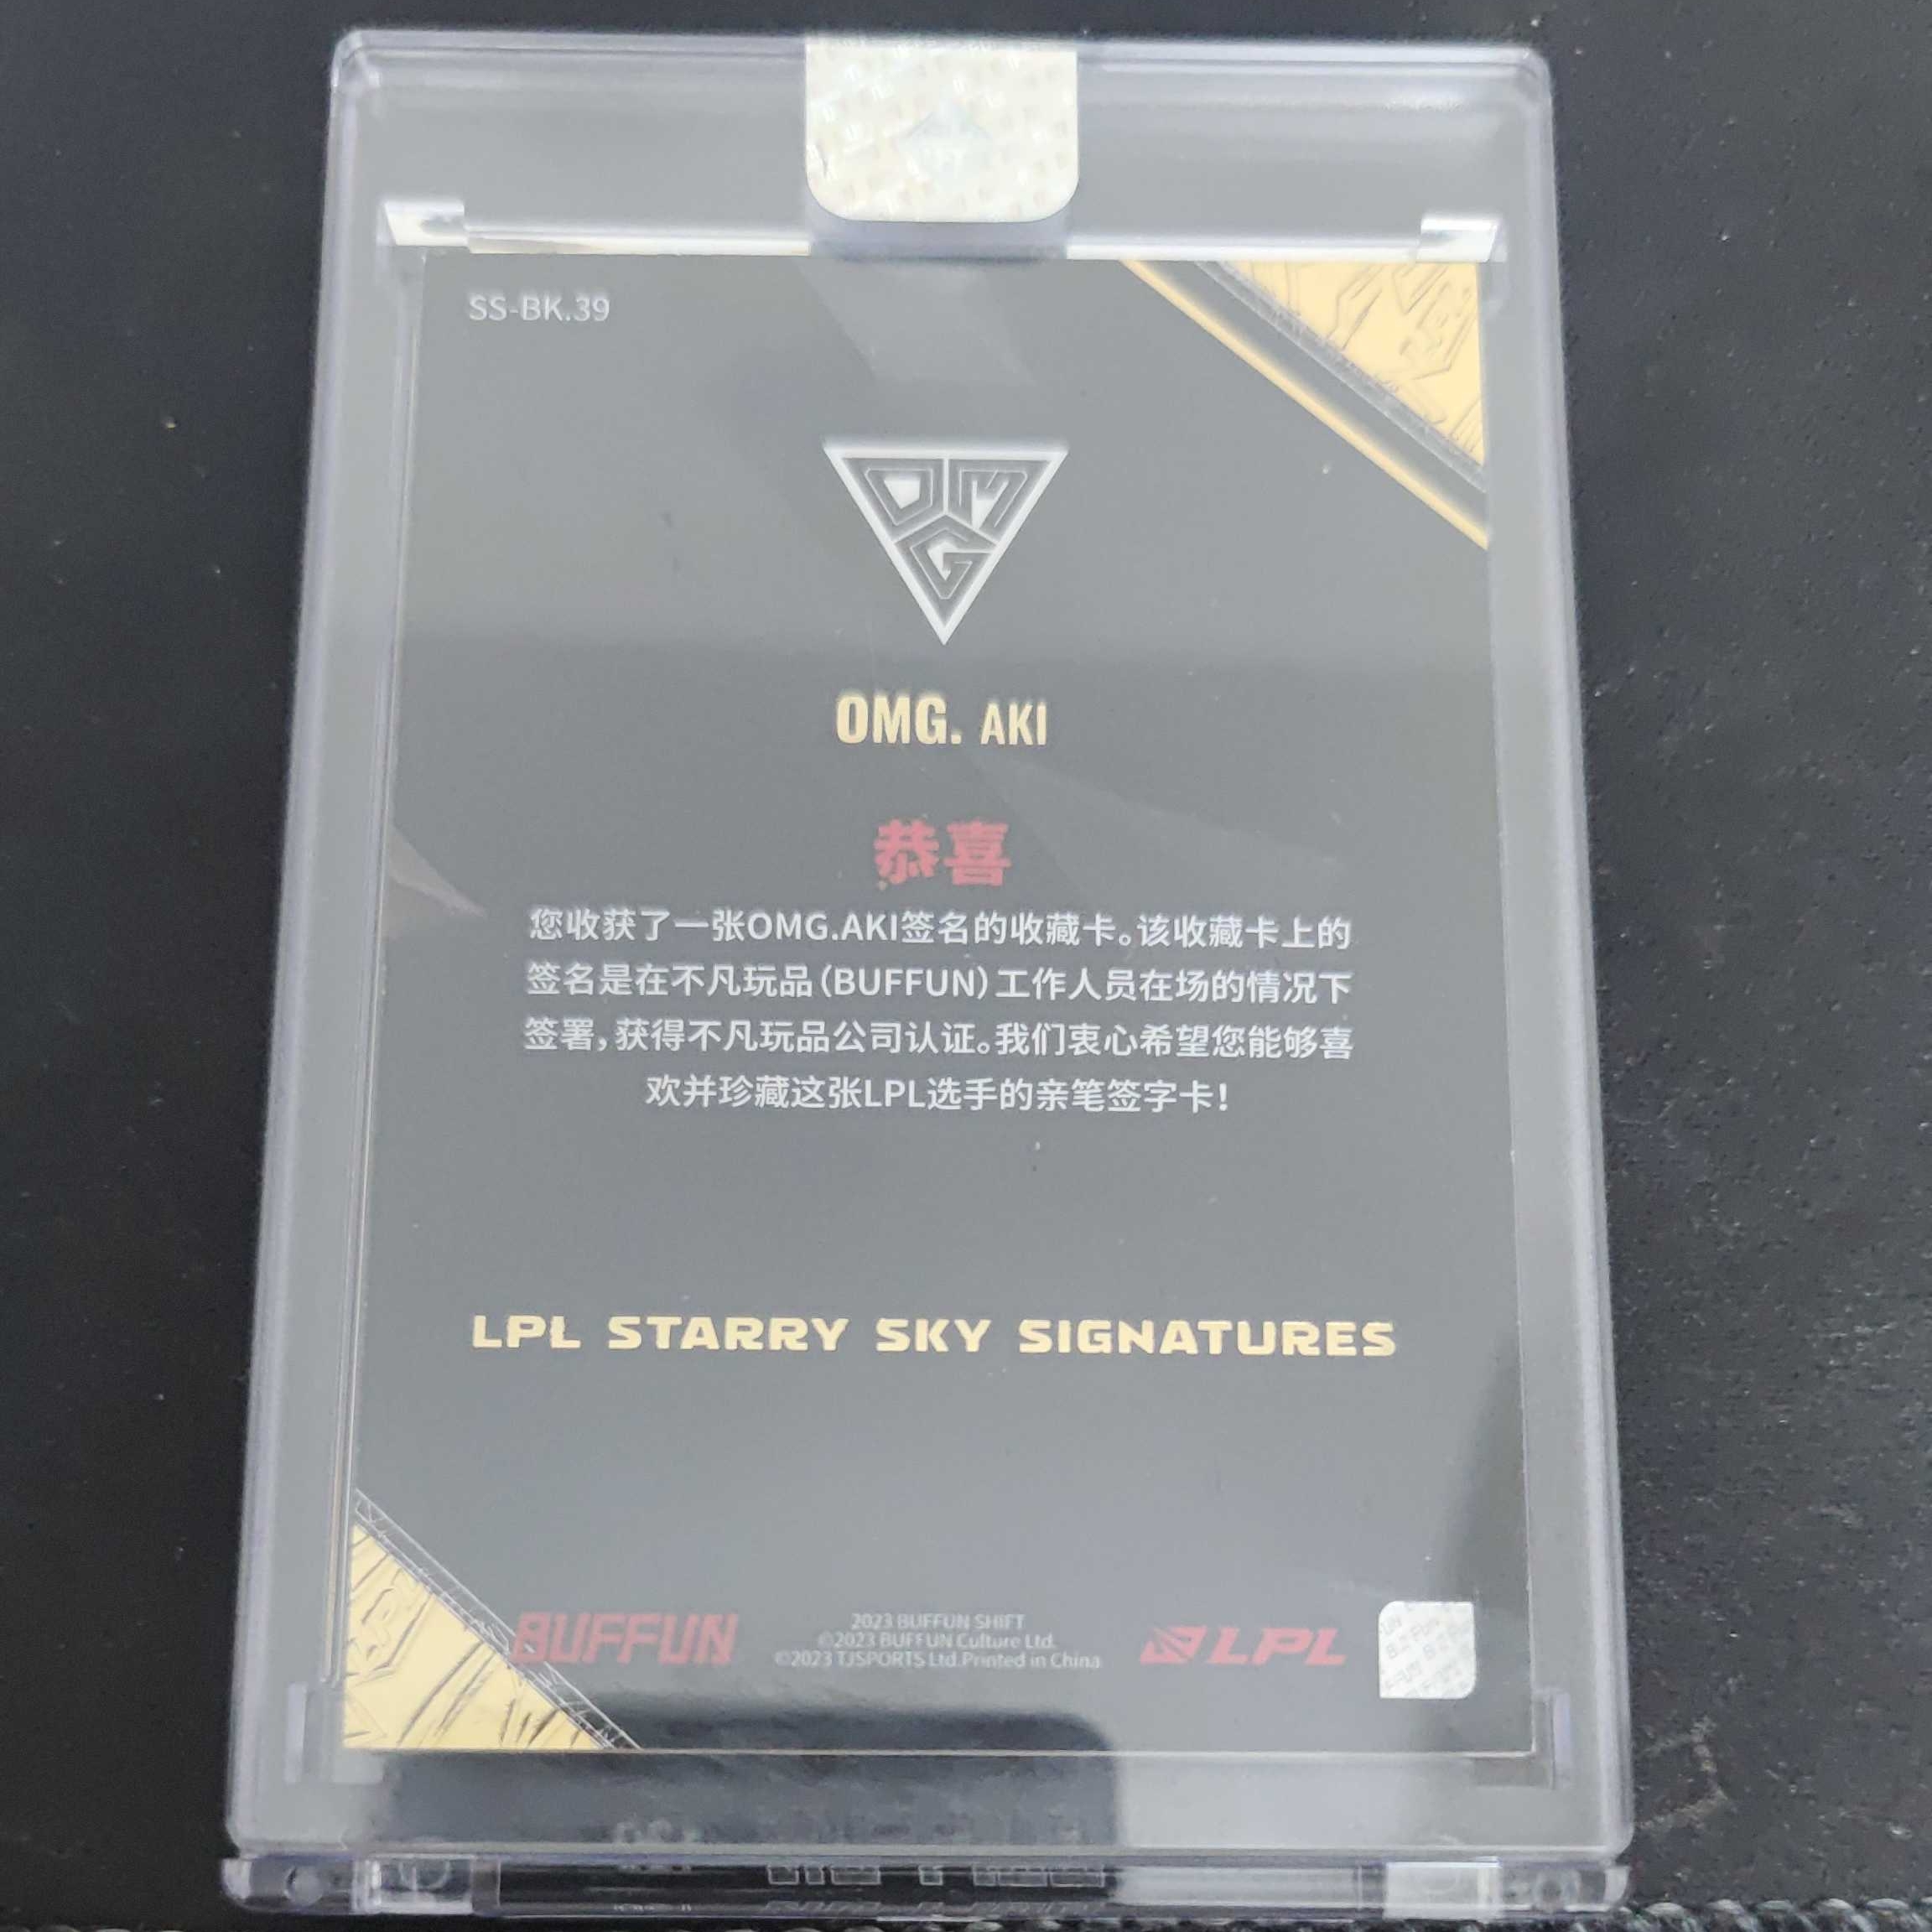 SS-BK.39
OMG
OMG. AKI
恭喜
您收获了一张OMG.AKI签名的收藏卡。该收藏卡上的
签名是在不凡玩品(BUFFUN)工作人员在场的情况下
签署,获得不凡玩品公司认证。我们衷心希望您能够喜
欢并珍藏这张LPL选手的亲笔签字卡!
LPL STARRY SKY SIGNATURES
BUFFUN
2023 BUFFUN SHIFT
©2023 BUFFUN Culture Ltd.
©2023 TJSPORTS Ltd.Printed in China
LPL